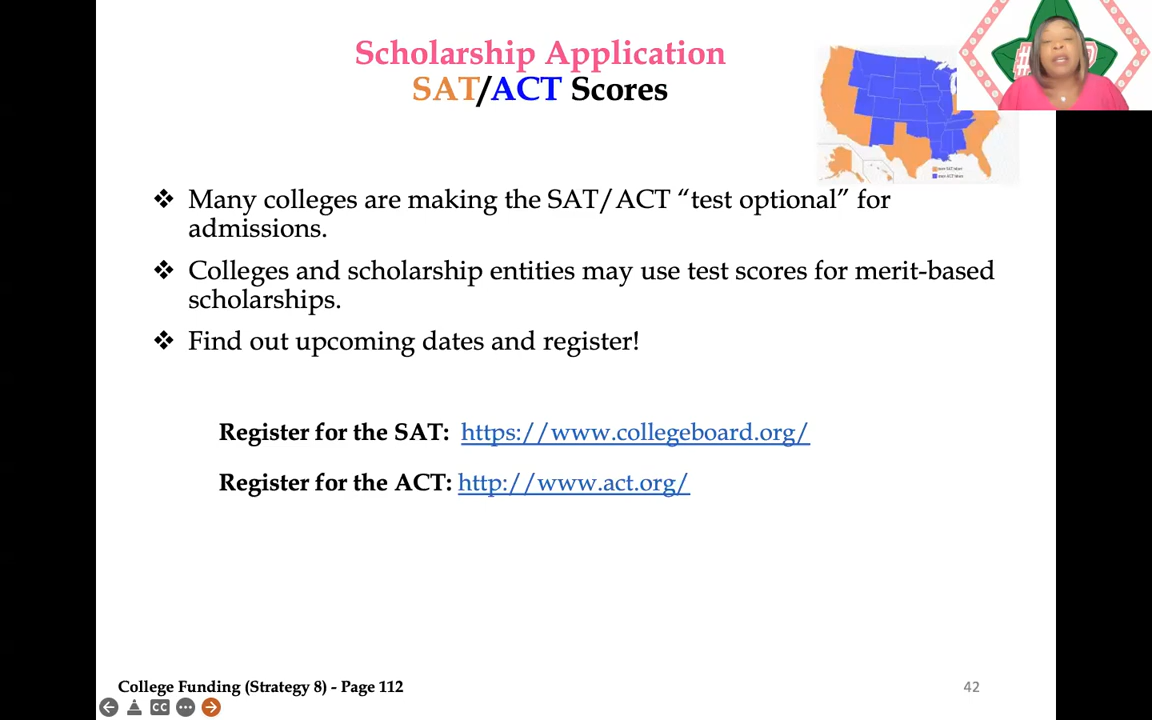 Scholarship Application
SAT/ACT Scores
❖ Many colleges are making the SAT/ACT “test optional” for
admissions.
❖ Colleges and scholarship entities may use test scores for merit-based
scholarships.
❖ Find out upcoming dates and register!
Register for the SAT: https://www.collegeboard.org/
Register for the ACT: http://www.act.org/
College Funding (Strategy 8) - Page 112
42
CC